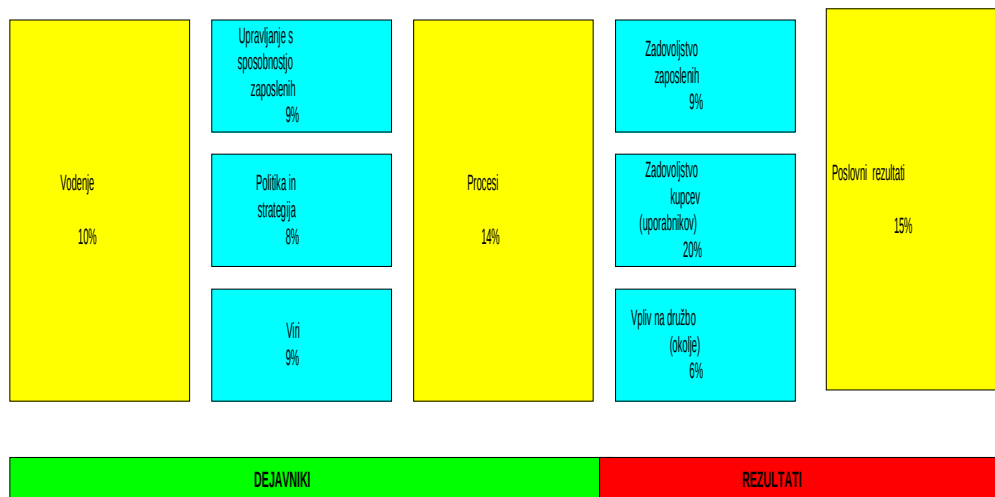 Vodenje
10%
Upravljanje s
sposobnostjo
zaposlenih
9%
Politika in
strategija
8%
Viri
9%
Procesi
14%
Zadovoljstvo
zaposlenih
9%
Zadovoljstvo
kupcev
(uporabnikov)
20%
Vpliv na družbo
(okolje)
6%
Poslovni rezultati
15%
DEJAVNIKI
REZULTATI